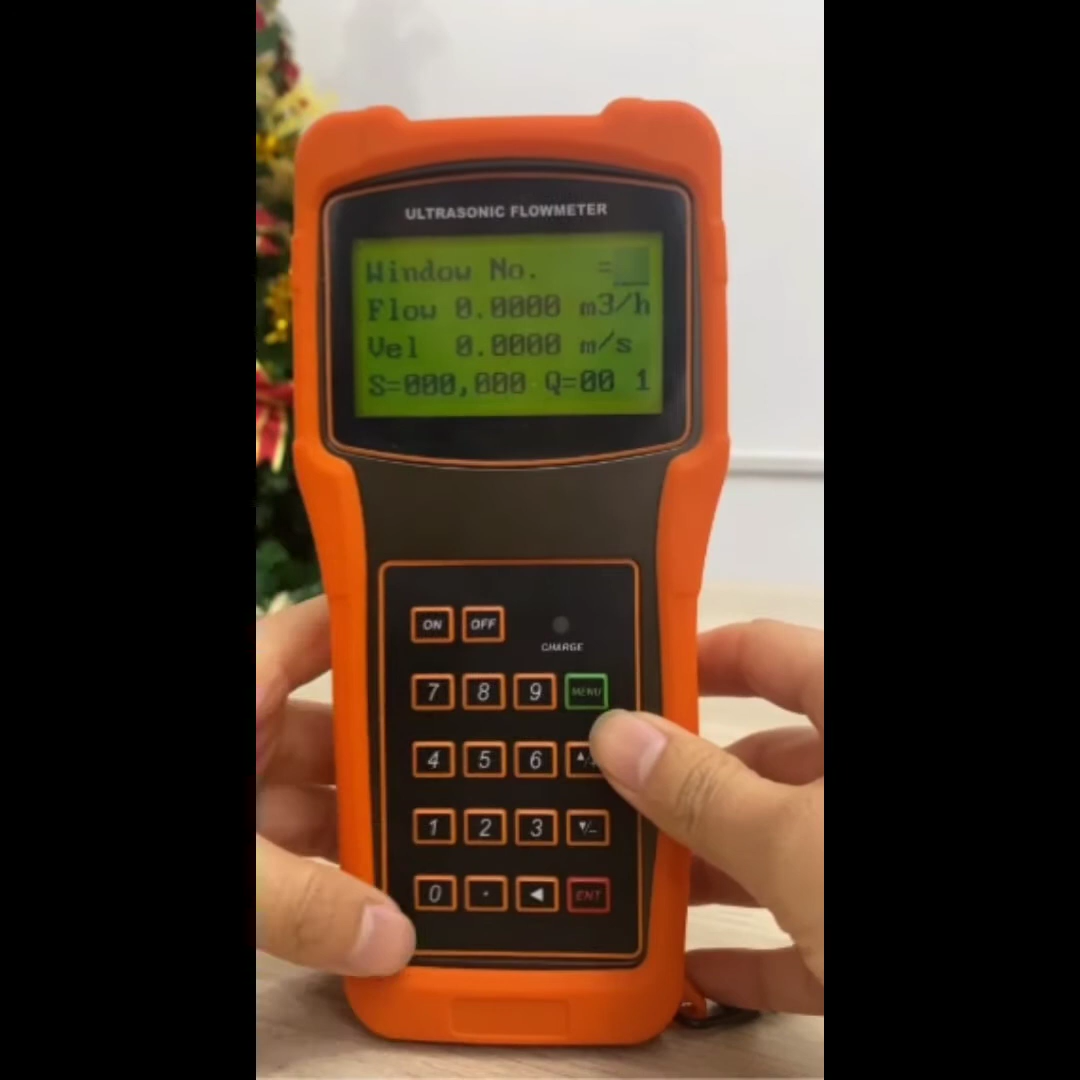 ULTRASONIC FLOWMETER
Window No. =
Flow 0.0000 m3/h
Vel 0.0000 m/s
S=000,000 Q=00 1
ON OFF
CHARGE
7 8 9 MENU
4 5 6 ▲/+
1 2 3 ▼/–
0 . ◀ ENT